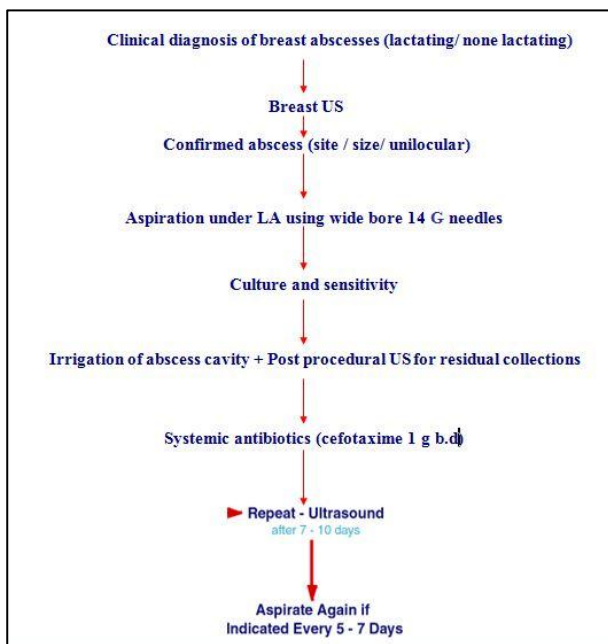 Clinical diagnosis of breast abscesses (lactating/ none lactating)
Breast US
Confirmed abscess (site / size/ unilocular)
Aspiration under LA using wide bore 14 G needles
Culture and sensitivity
Irrigation of abscess cavity + Post procedural US for residual collections
Systemic antibiotics (cefotaxime 1 g b.d)
Repeat - Ultrasound
after 7 - 10 days
Aspirate Again if
Indicated Every 5 - 7 Days